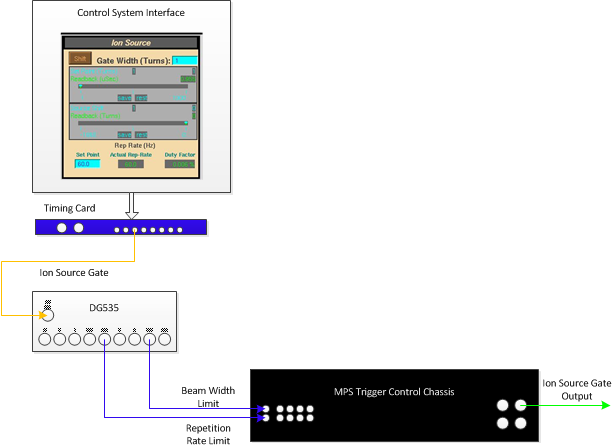 Control System Interface
Ion Source
Shit
Gate Width (Turns):
1
Rep Rate (Hz)
Set Point
Actual Rep-Rate
Duty Factor
60.0
Timing Card
Ion Source Gate
DG535
MPS Trigger Control Chassis
Beam Width
Limit
Repetition
Rate Limit
Ion Source Gate
Output